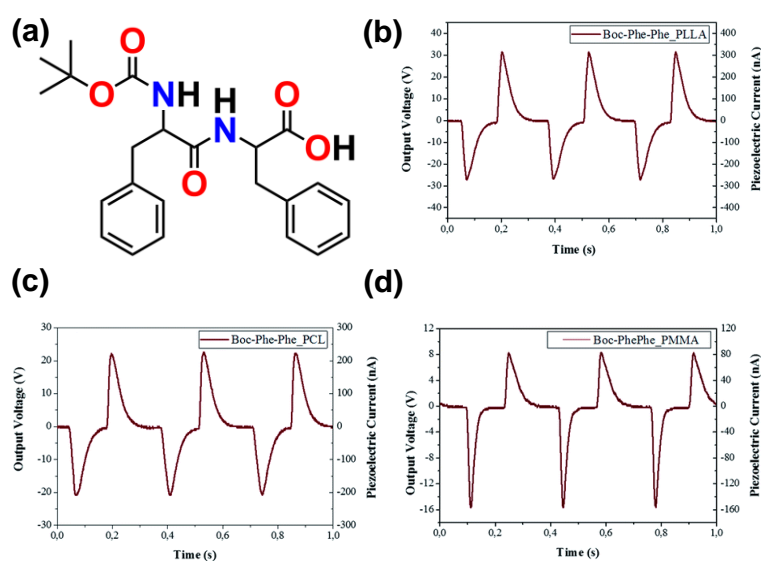 (a)
O
O
N H
H
N
O
O
OH
(b)
Boc-Phe-Phe_PLLA
Output Voltage (V)
40
30
20
10
0
-10
-20
-30
-40
Piezoelectric Current (nA)
400
300
200
100
0
-100
-200
-300
-400
0,0 0,2 0,4 0,6 0,8 1,0
Time (s)
(c)
Boc-Phe-Phe_PCL
Output Voltage (V)
30
20
10
0
-10
-20
-30
Piezoelectric Current (nA)
300
200
100
0
-100
-200
-300
0,0 0,2 0,4 0,6 0,8 1,0
Time (s)
(d)
Boc-PhePhe_PMMA
Output Voltage (V)
12
8
4
0
-4
-8
-12
-16
Piezoelectric Current (nA)
120
80
40
0
-40
-80
-120
-160
0,0 0,2 0,4 0,6 0,8 1,0
Time (s)